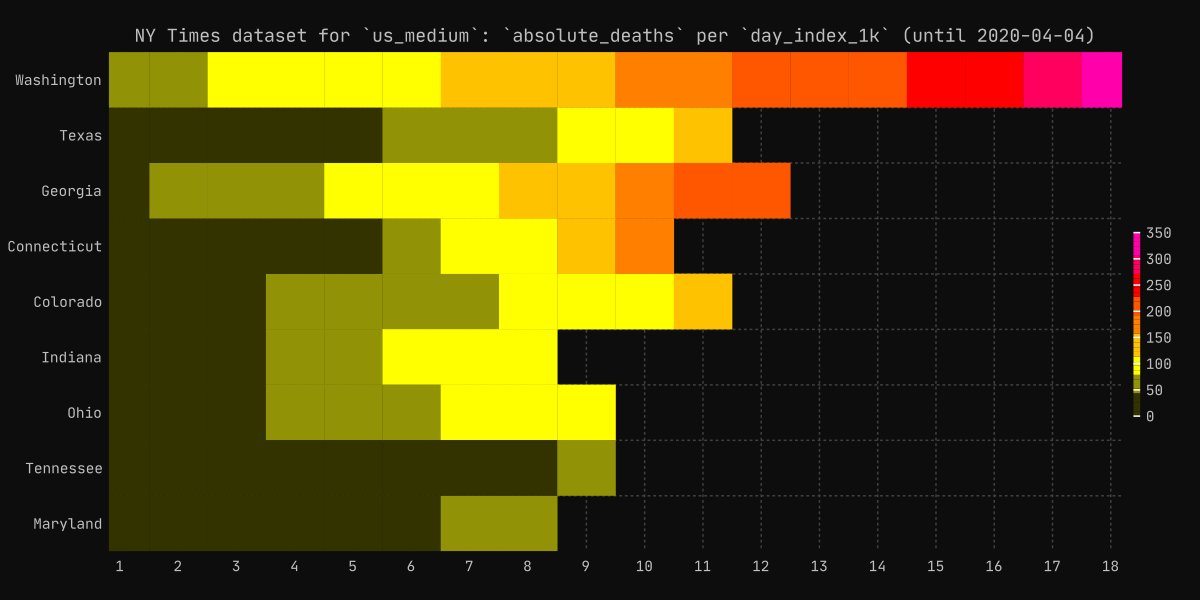 NY Times dataset for `us_medium`: `absolute_deaths` per `day_index_1k` (until 2020-04-04)
Washington
Texas
Georgia
Connecticut
Colorado
Indiana
Ohio
Tennessee
Maryland
1 2 3 4 5 6 7 8 9 10 11 12 13 14 15 16 17 18
350
300
250
200
150
100
50
0